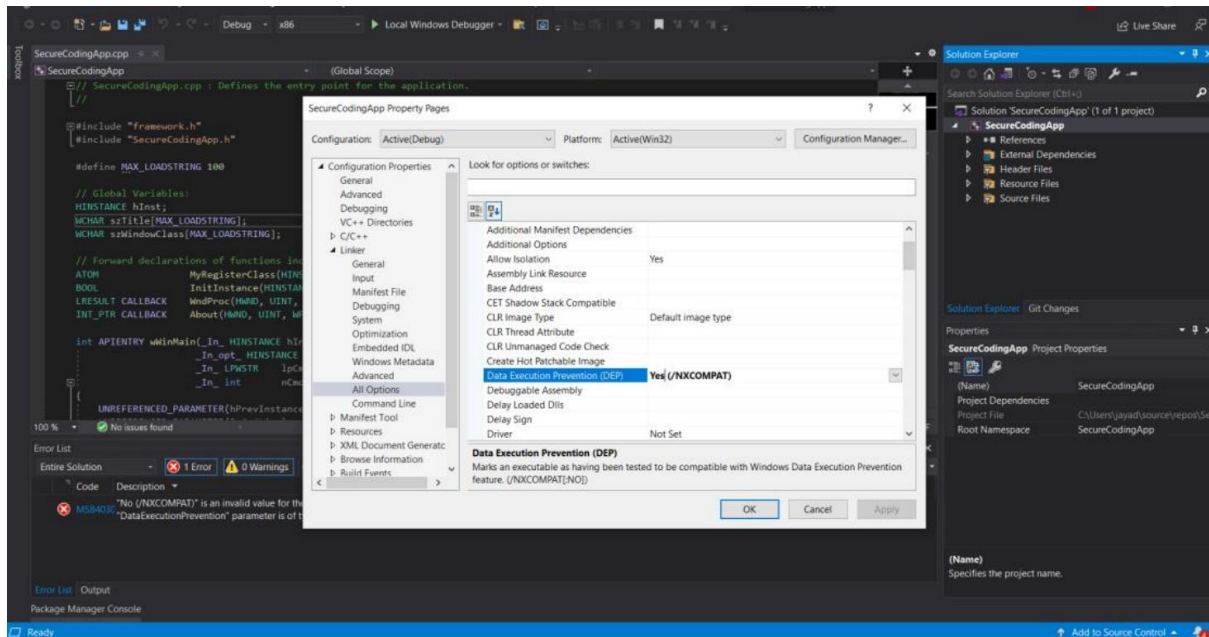 Debug x86 Local Windows Debugger
Live Share
Toolbox
SecureCodingApp.cpp
SecureCodingApp (Global Scope)
// SecureCodingApp.cpp : Defines the entry point for the application.
//
#include "framework.h"
#include "SecureCodingApp.h"
#define MAX_LOADSTRING 100
// Global Variables:
HINSTANCE hInst;
WCHAR szTitle[MAX_LOADSTRING];
WCHAR szWindowClass[MAX_LOADSTRING];
// Forward declarations of functions inc
ATOM MyRegisterClass(HINS
BOOL InitInstance(HINSTAN
LRESULT CALLBACK WndProc(HWND, UINT,
INT_PTR CALLBACK About(HWND, UINT, WP
int APIENTRY wWinMain(_In_ HINSTANCE hIn
_In_opt_ HINSTANCE
_In_ LPWSTR lpCm
_In_ int nCmd
{
UNREFERENCED_PARAMETER(hPrevInstance
100 % No issues found
Error List
Entire Solution 1 Error 0 Warnings
Code Description
"No (/NXCOMPAT)" is an invalid value for the
"DataExecutionPrevention" parameter is of t
Error List Output
Package Manager Console
Ready
SecureCodingApp Property Pages ? ×
Configuration: Active(Debug) Platform: Active(Win32) Configuration Manager...
Configuration Properties
General
Advanced
Debugging
VC++ Directories
C/C++
Linker
General
Input
Manifest File
Debugging
System
Optimization
Embedded IDL
Windows Metadata
Advanced
All Options
Command Line
Manifest Tool
Resources
XML Document Generatc
Browse Information
Build Events
Look for options or switches:
Additional Manifest Dependencies
Additional Options
Allow Isolation Yes
Assembly Link Resource
Base Address
CET Shadow Stack Compatible
CLR Image Type Default image type
CLR Thread Attribute
CLR Unmanaged Code Check
Create Hot Patchable Image
Data Execution Prevention (DEP) Yes (/NXCOMPAT)
Debuggable Assembly
Delay Loaded Dlls
Delay Sign
Driver Not Set
Data Execution Prevention (DEP)
Marks an executable as having been tested to be compatible with Windows Data Execution Prevention
feature. (/NXCOMPAT[:NO])
OK Cancel Apply
Solution Explorer
Search Solution Explorer (Ctrl+;)
Solution 'SecureCodingApp' (1 of 1 project)
SecureCodingApp
References
External Dependencies
Header Files
Resource Files
Source Files
Solution Explorer Git Changes
Properties
SecureCodingApp Project Properties
(Name) SecureCodingApp
Project Dependencies
Project File C:\Users\jayad\source\repos\Se
Root Namespace SecureCodingApp
(Name)
Specifies the project name.
Add to Source Control